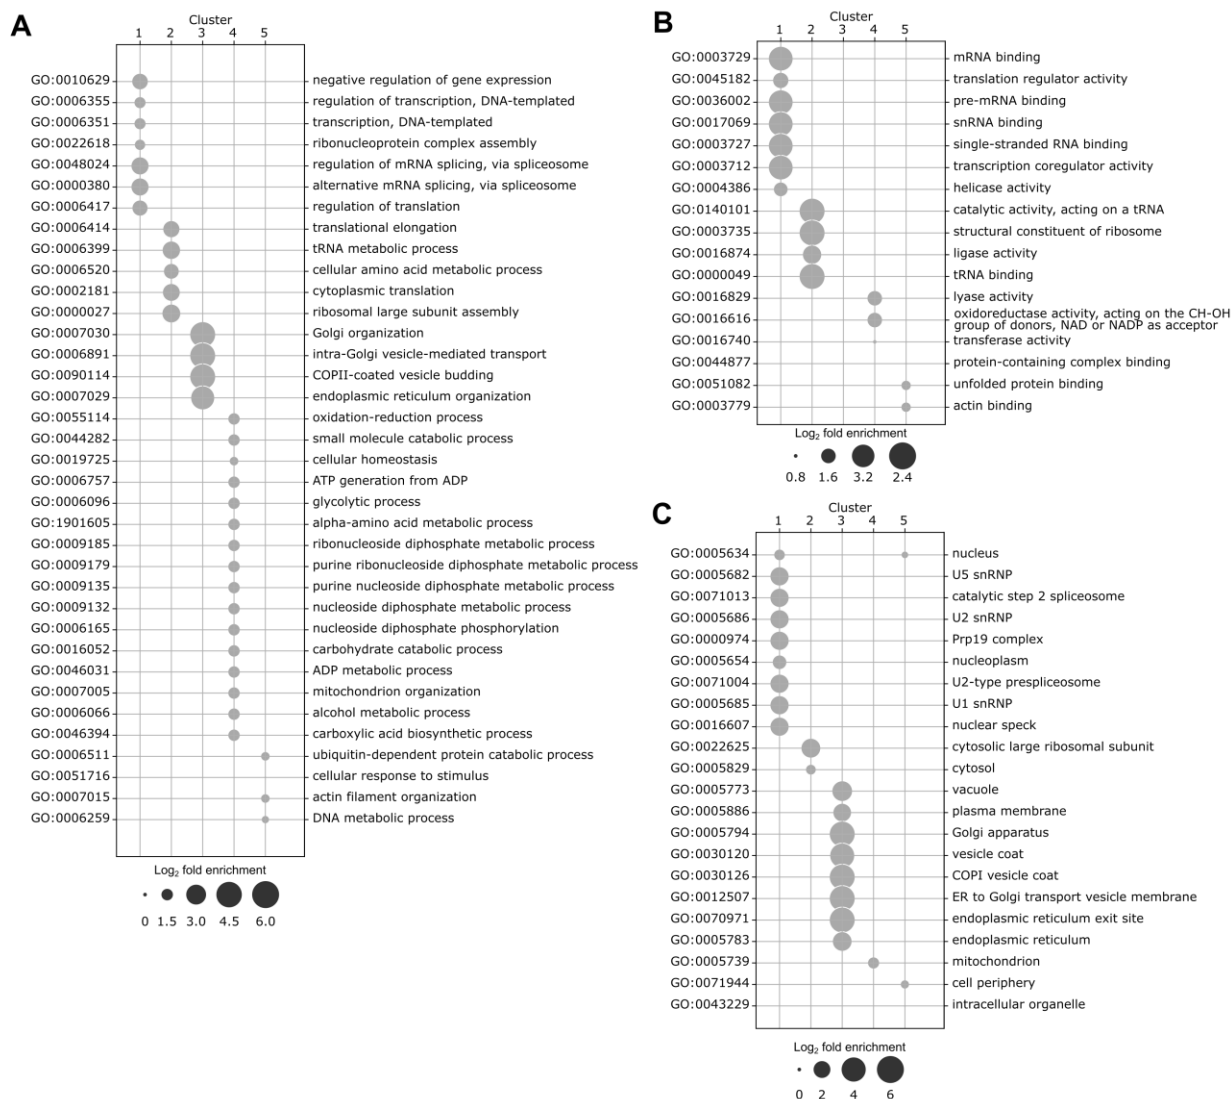 A
Cluster
1 2 3 4 5
GO:0010629 negative regulation of gene expression
GO:0006355 regulation of transcription, DNA-templated
GO:0006351 transcription, DNA-templated
GO:0022618 ribonucleoprotein complex assembly
GO:0048024 regulation of mRNA splicing, via spliceosome
GO:0000380 alternative mRNA splicing, via spliceosome
GO:0006417 regulation of translation
GO:0006414 translational elongation
GO:0006399 tRNA metabolic process
GO:0006520 cellular amino acid metabolic process
GO:0002181 cytoplasmic translation
GO:0000027 ribosomal large subunit assembly
GO:0007030 Golgi organization
GO:0006891 intra-Golgi vesicle-mediated transport
GO:0090114 COPII-coated vesicle budding
GO:0007029 endoplasmic reticulum organization
GO:0055114 oxidation-reduction process
GO:0044282 small molecule catabolic process
GO:0019725 cellular homeostasis
GO:0006757 ATP generation from ADP
GO:0006096 glycolytic process
GO:1901605 alpha-amino acid metabolic process
GO:0009185 ribonucleoside diphosphate metabolic process
GO:0009179 purine ribonucleoside diphosphate metabolic process
GO:0009135 purine nucleoside diphosphate metabolic process
GO:0009132 nucleoside diphosphate metabolic process
GO:0006165 nucleoside diphosphate phosphorylation
GO:0016052 carbohydrate catabolic process
GO:0046031 ADP metabolic process
GO:0007005 mitochondrion organization
GO:0006066 alcohol metabolic process
GO:0046394 carboxylic acid biosynthetic process
GO:0006511 ubiquitin-dependent protein catabolic process
GO:0051716 cellular response to stimulus
GO:0007015 actin filament organization
GO:0006259 DNA metabolic process
Log2 fold enrichment
0 1.5 3.0 4.5 6.0
B
Cluster
1 2 3 4 5
GO:0003729 mRNA binding
GO:0045182 translation regulator activity
GO:0036002 pre-mRNA binding
GO:0017069 snRNA binding
GO:0003727 single-stranded RNA binding
GO:0003712 transcription coregulator activity
GO:0004386 helicase activity
GO:0140101 catalytic activity, acting on a tRNA
GO:0003735 structural constituent of ribosome
GO:0016874 ligase activity
GO:0000049 tRNA binding
GO:0016829 lyase activity
GO:0016616 oxidoreductase activity, acting on the CH-OH
group of donors, NAD or NADP as acceptor
GO:0016740 transferase activity
GO:0044877 protein-containing complex binding
GO:0051082 unfolded protein binding
GO:0003779 actin binding
Log2 fold enrichment
0.8 1.6 3.2 2.4
C
Cluster
1 2 3 4 5
GO:0005634 nucleus
GO:0005682 U5 snRNP
GO:0071013 catalytic step 2 spliceosome
GO:0005686 U2 snRNP
GO:0000974 Prp19 complex
GO:0005654 nucleoplasm
GO:0071004 U2-type prespliceosome
GO:0005685 U1 snRNP
GO:0016607 nuclear speck
GO:0022625 cytosolic large ribosomal subunit
GO:0005829 cytosol
GO:0005773 vacuole
GO:0005886 plasma membrane
GO:0005794 Golgi apparatus
GO:0030120 vesicle coat
GO:0030126 COPI vesicle coat
GO:0012507 ER to Golgi transport vesicle membrane
GO:0070971 endoplasmic reticulum exit site
GO:0005783 endoplasmic reticulum
GO:0005739 mitochondrion
GO:0071944 cell periphery
GO:0043229 intracellular organelle
Log2 fold enrichment
0 2 4 6